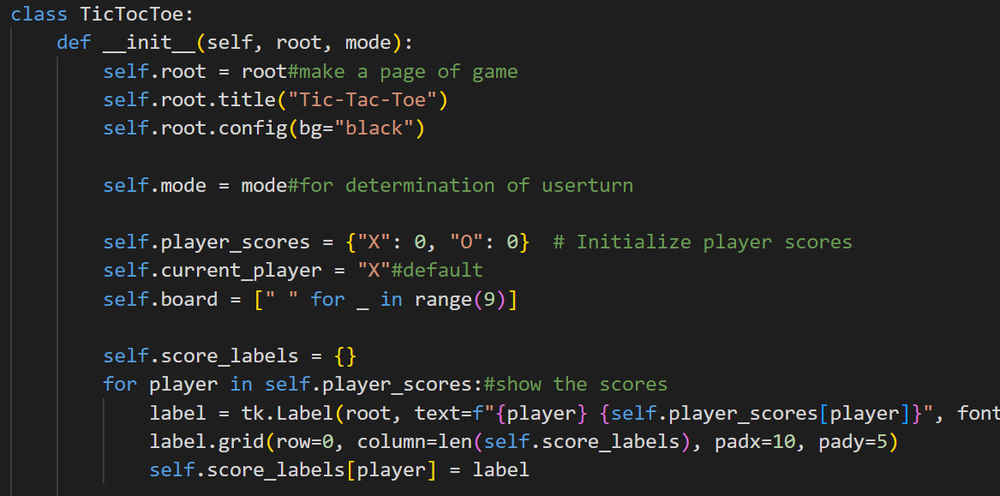 class TicTocToe:
    def __init__(self, root, mode):
        self.root = root#make a page of game
        self.root.title("Tic-Tac-Toe")
        self.root.config(bg="black")
        self.mode = mode#for determination of userturn
        self.player_scores = {"X": 0, "O": 0}  # Initialize player scores
        self.current_player = "X"#default
        self.board = [" " for _ in range(9)]
        self.score_labels = {}
        for player in self.player_scores:#show the scores
            label = tk.Label(root, text=f"{player} {self.player_scores[player]}", font
            label.grid(row=0, column=len(self.score_labels), padx=10, pady=5)
            self.score_labels[player] = label